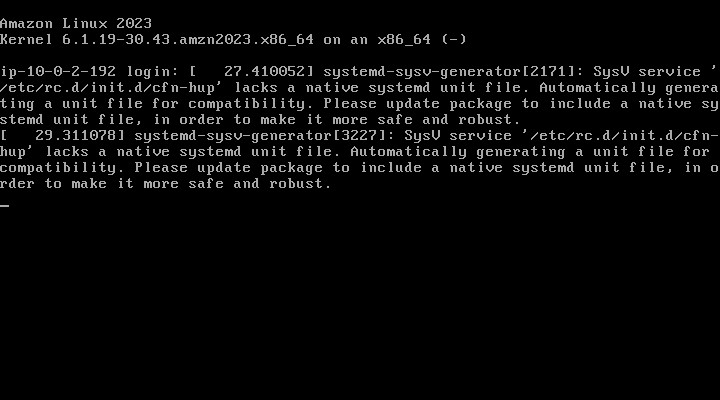 Amazon Linux 2023
Kernel 6.1.19-30.43.amzn2023.x86_64 on an x86_64 (-)
ip-10-0-2-192 login: [   27.410052] systemd-sysv-generator[2171]: SysV service '
/etc/rc.d/init.d/cfn-hup' lacks a native systemd unit file. Automatically genera
ting a unit file for compatibility. Please update package to include a native sy
stemd unit file, in order to make it more safe and robust.
[   29.311078] systemd-sysv-generator[3227]: SysV service '/etc/rc.d/init.d/cfn-
hup' lacks a native systemd unit file. Automatically generating a unit file for
compatibility. Please update package to include a native systemd unit file, in o
rder to make it more safe and robust.